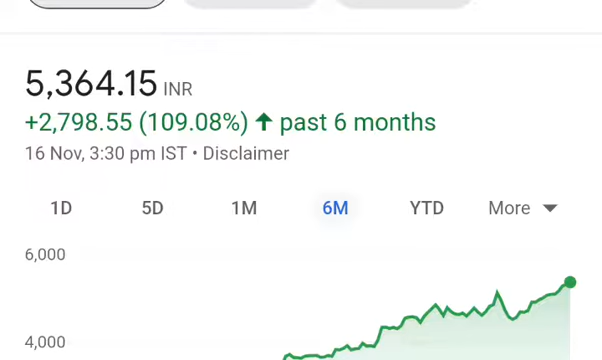 5,364.15 INR
+2,798.55 (109.08%) ↑ past 6 months
16 Nov, 3:30 pm IST • Disclaimer
1D 5D 1M 6M YTD More
6,000
4,000